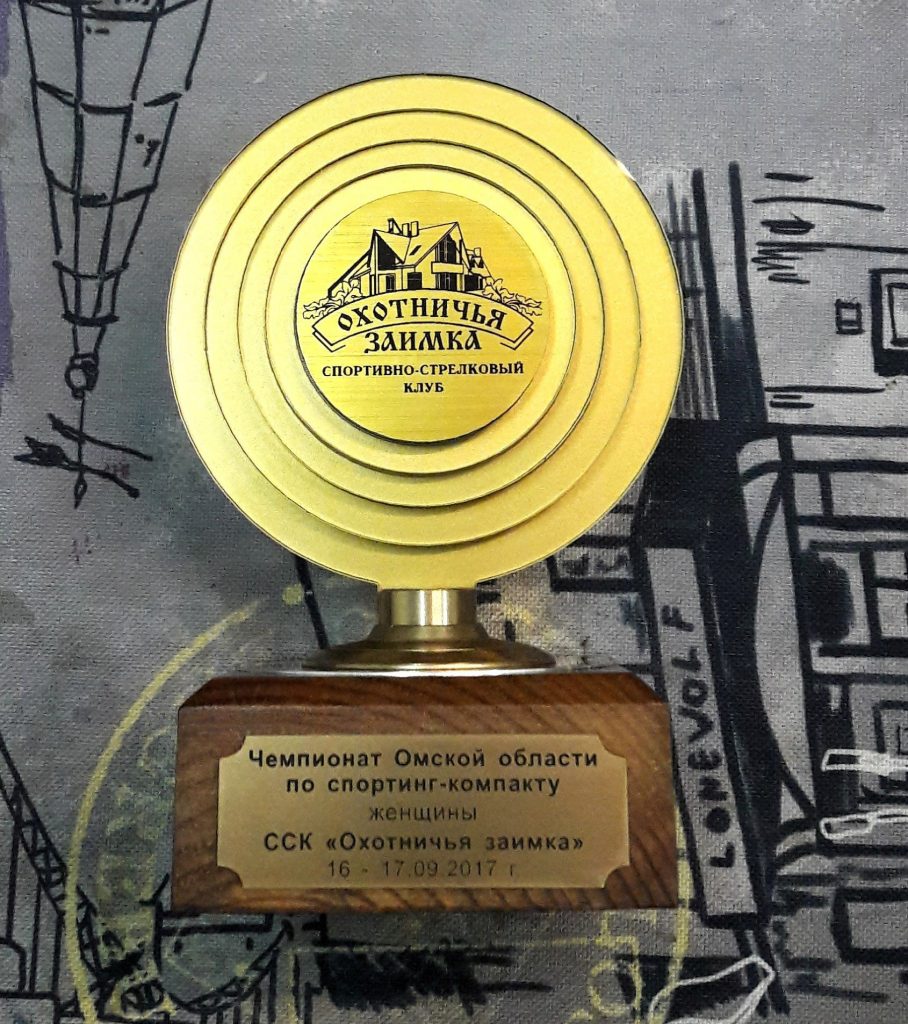 ОХОТНИЧЬЯ
ЗАИМКА
СПОРТИВНО-СТРЕЛКОВЫЙ
КЛУБ
LONEVOLF
Чемпионат Омской области
по спортинг-компакту
женщины
ССК «Охотничья заимка»
16 - 17.09.2017 г